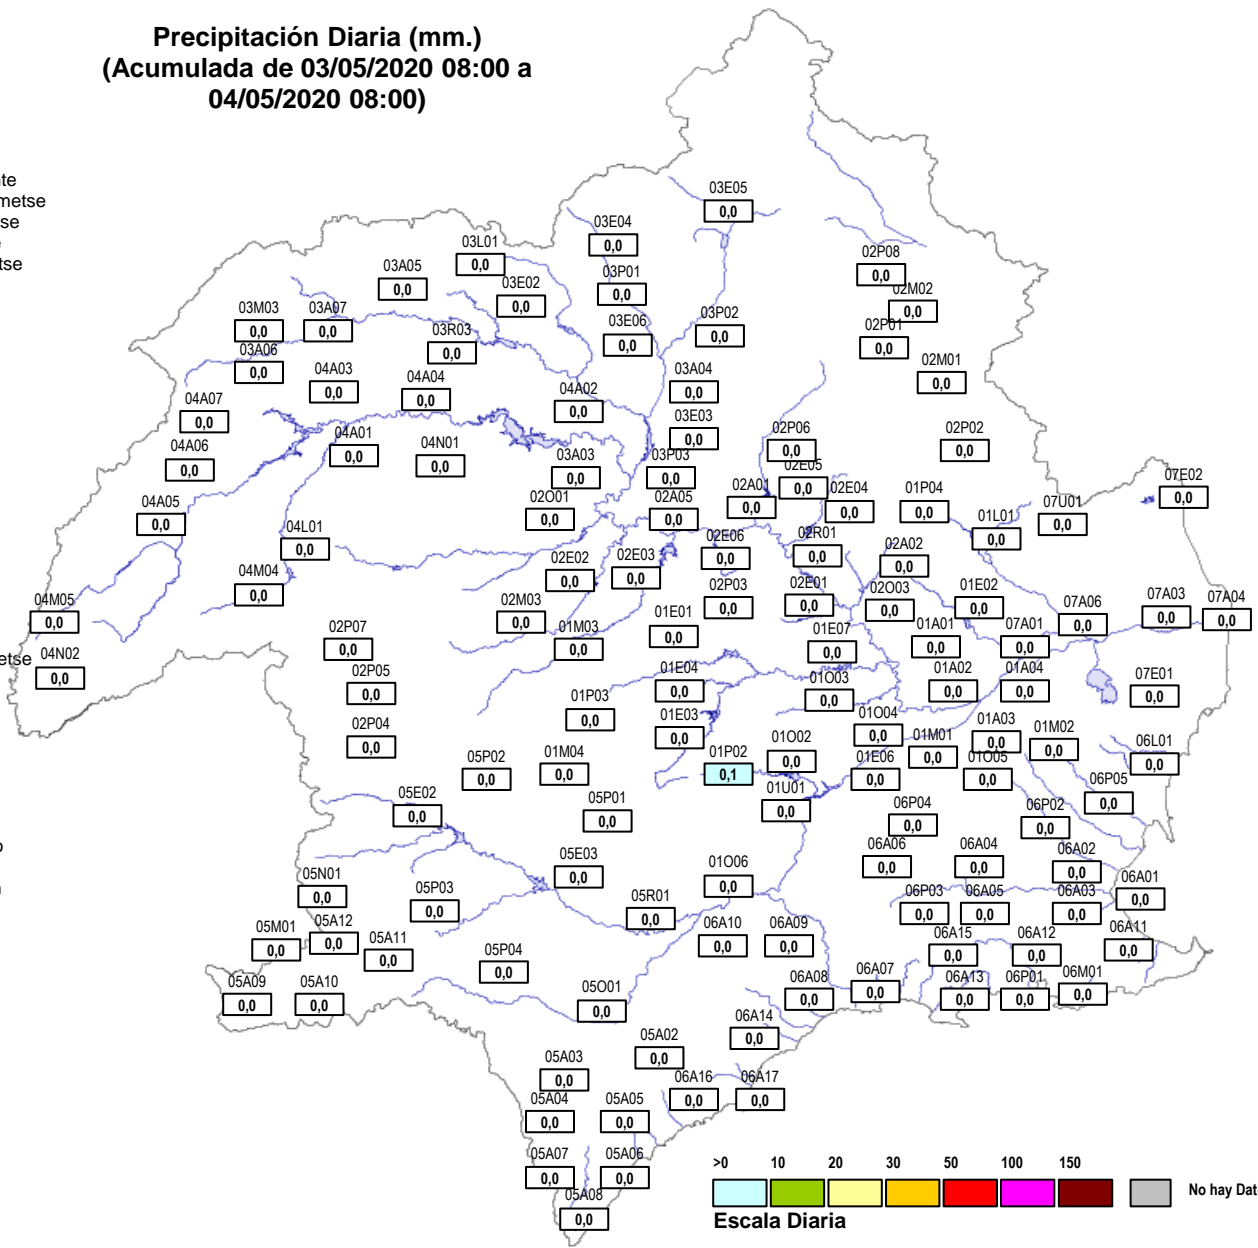 Precipitación Diaria (mm.)
(Acumulada de 03/05/2020 08:00 a
04/05/2020 08:00)
te
metse
se
tse
03E05
0,0
03E04
0,0
03L01
0,0
03A05
0,0
03P01
0,0
02P08
0,0
03E02
0,0
02M02
0,0
03M03
0,0
03A07
0,0
03P02
0,0
03E06
0,0
03R03
0,0
02P01
0,0
03A06
0,0
02M01
0,0
04A03
0,0
04A04
0,0
03A04
0,0
04A02
0,0
04A07
0,0
03E03
0,0
04A01
0,0
04N01
0,0
02P06
0,0
02P02
0,0
04A06
0,0
03A03
0,0
03P03
0,0
02E05
0,0
07E02
0,0
04A05
0,0
02O01
0,0
02A05
0,0
02A01
0,0
02E04
0,0
01P04
0,0
07U01
0,0
01L01
0,0
04L01
0,0
02E06
0,0
02R01
0,0
02A02
0,0
02E02
0,0
02E03
0,0
04M04
0,0
02P03
0,0
02E01
0,0
02O03
0,0
01E02
0,0
07A03
0,0
07A04
0,0
04M05
0,0
02M03
0,0
01E01
0,0
07A06
0,0
02P07
0,0
01M03
0,0
01E07
0,0
01A01
0,0
07A01
0,0
etse
04N02
0,0
02P05
0,0
01E04
0,0
01O03
0,0
01A02
0,0
01A04
0,0
07E01
0,0
01P03
0,0
02P04
0,0
01E03
0,0
01O04
0,0
01A03
0,0
01M02
0,0
01O02
0,0
01M01
0,0
06L01
0,0
05P02
0,0
01M04
0,0
01P02
0,1
01E06
0,0
01O05
0,0
06P05
0,0
05E02
0,0
05P01
0,0
01U01
0,0
06P04
0,0
06P02
0,0
o
05E03
0,0
01O06
0,0
06A06
0,0
06A04
0,0
06A02
0,0
05N01
0,0
05P03
0,0
05R01
0,0
06P03
0,0
06A05
0,0
06A03
0,0
06A01
0,0
05M01
0,0
05A12
0,0
05A11
0,0
06A10
0,0
06A09
0,0
06A15
0,0
06A12
0,0
06A11
0,0
05P04
0,0
05A09
0,0
05A10
0,0
05O01
0,0
06A08
0,0
06A07
0,0
06A13
0,0
06P01
0,0
06M01
0,0
05A02
0,0
06A14
0,0
05A03
0,0
06A16
0,0
06A17
0,0
05A04
0,0
05A05
0,0
05A07
0,0
05A06
0,0
05A08
0,0
>0 10 20 30 50 100 150
No hay Dat
Escala Diaria